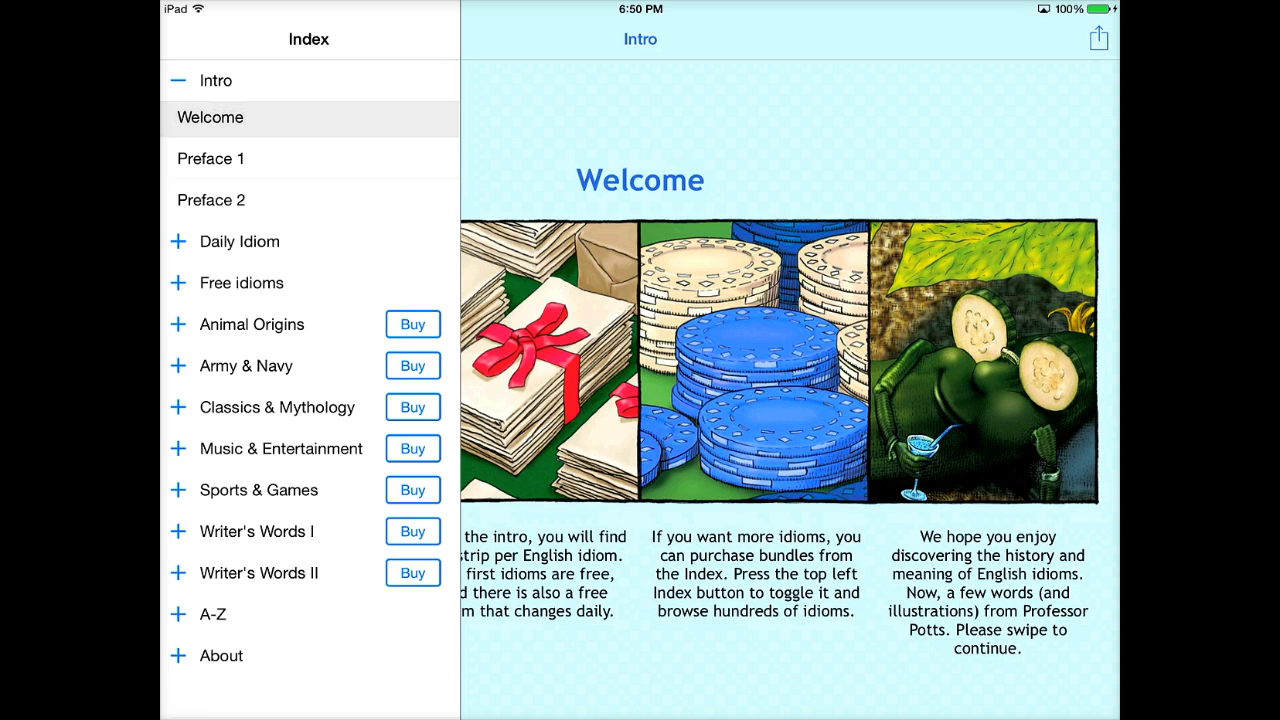 iPad
6:50 PM
100%
Index
Intro
Intro
Welcome
Preface 1
Preface 2
Daily Idiom
Free idioms
Animal Origins Buy
Army & Navy Buy
Classics & Mythology Buy
Music & Entertainment Buy
Sports & Games Buy
Writer's Words I Buy
Writer's Words II Buy
A-Z
About
Welcome
the intro, you will find
strip per English idiom.
first idioms are free,
there is also a free
that changes daily.
If you want more idioms, you
can purchase bundles from
the Index. Press the top left
Index button to toggle it and
browse hundreds of idioms.
We hope you enjoy
discovering the history and
meaning of English idioms.
Now, a few words (and
illustrations) from Professor
Potts. Please swipe to
continue.